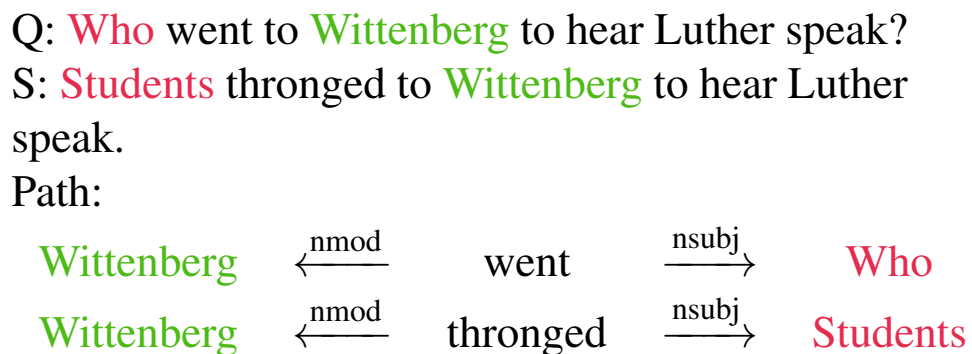 Q: Who went to Wittenberg to hear Luther speak?
S: Students thronged to Wittenberg to hear Luther
speak.
Path:
Wittenberg ←nmod went nsubj→ Who
Wittenberg ←nmod thronged nsubj→ Students